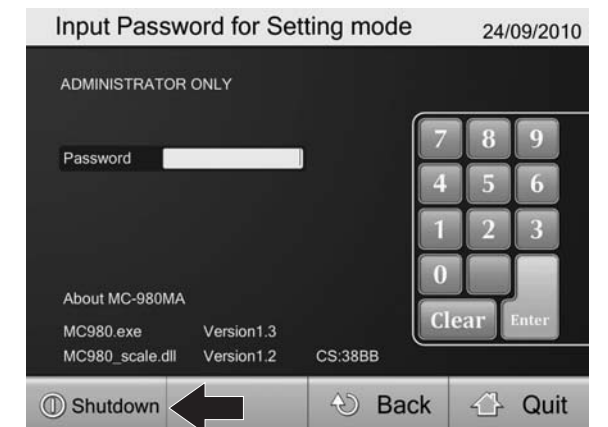 Input Password for Setting mode 24/09/2010
ADMINISTRATOR ONLY
Password
7 8 9
4 5 6
1 2 3
0
Clear Enter
About MC-980MA
MC980.exe Version1.3
MC980_scale.dll Version1.2 CS:38BB
Shutdown Back Quit